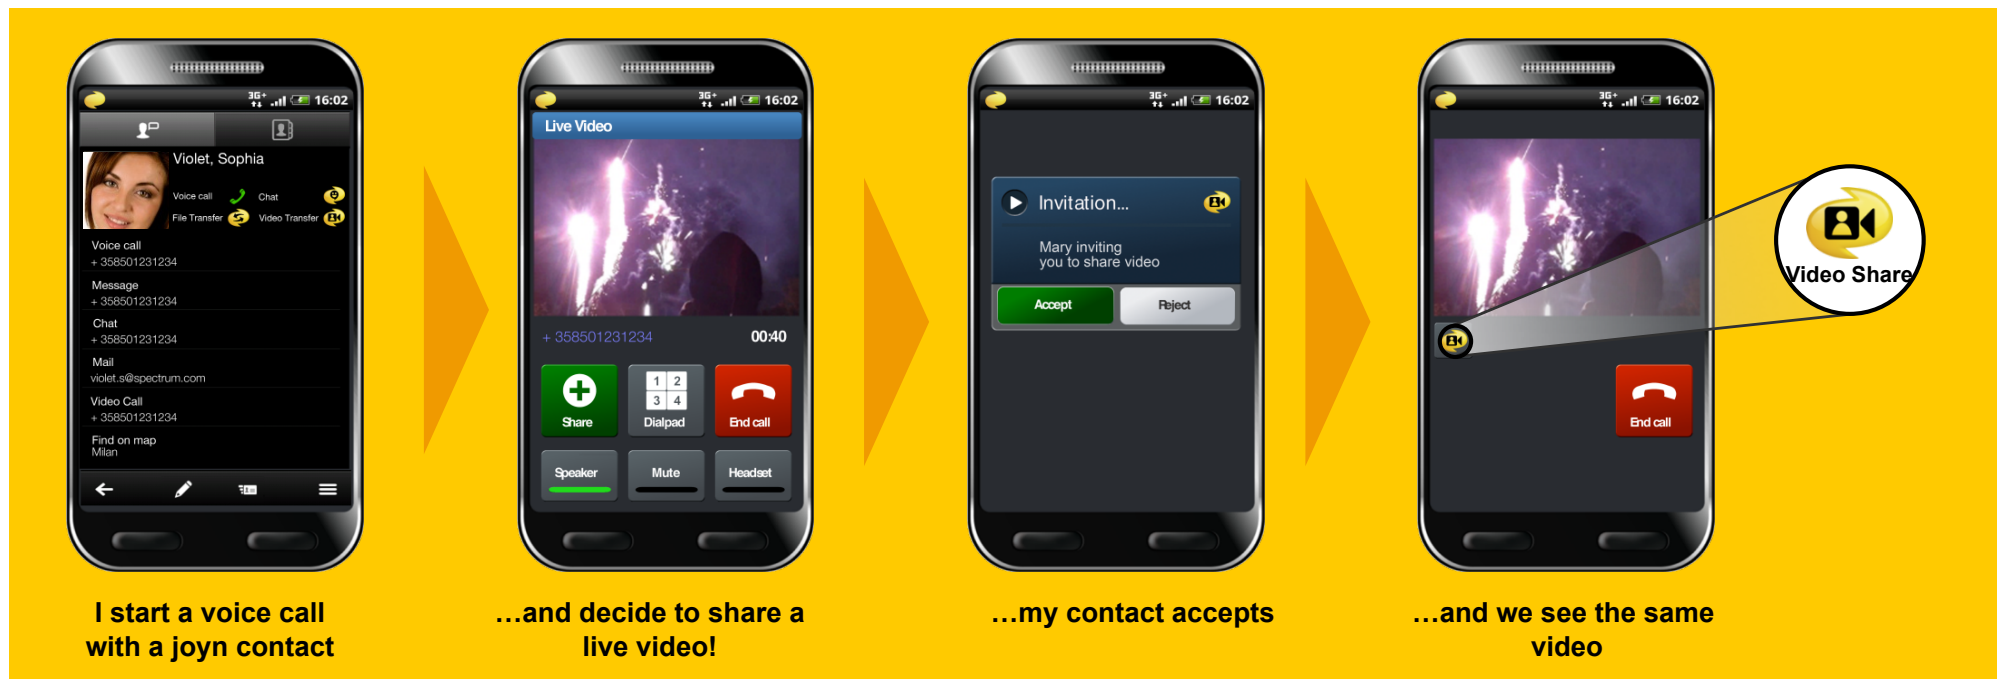 3G+ 16:02
Violet, Sophia
Voice call Chat
File Transfer Video Transfer
Voice call
+ 358501231234
Message
+ 358501231234
Chat
+ 358501231234
Mail
violet.s@spectrum.com
Video Call
+ 358501231234
Find on map
Milan
I start a voice call
with a joyn contact
3G+ 16:02
Live Video
+ 358501231234 00:40
1 2
3 4
Share Dialpad End call
Speaker Mute Headset
…and decide to share a
live video!
3G+ 16:02
Invitation...
Mary inviting
you to share video
Accept Reject
…my contact accepts
3G+ 16:02
Video Share
End call
…and we see the same
video